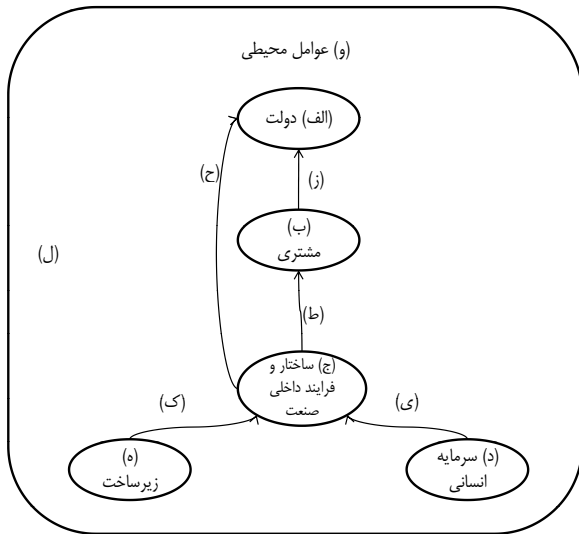 (و) عوامل محیطی
(الف) دولت
(ح)
(ز)
(ب)
مشتری
(ل)
(ط)
(ج) ساختار و
فرایند داخلی
صنعت
(ک)
(ی)
(ه)
زیرساخت
(د) سرمایه
انسانی